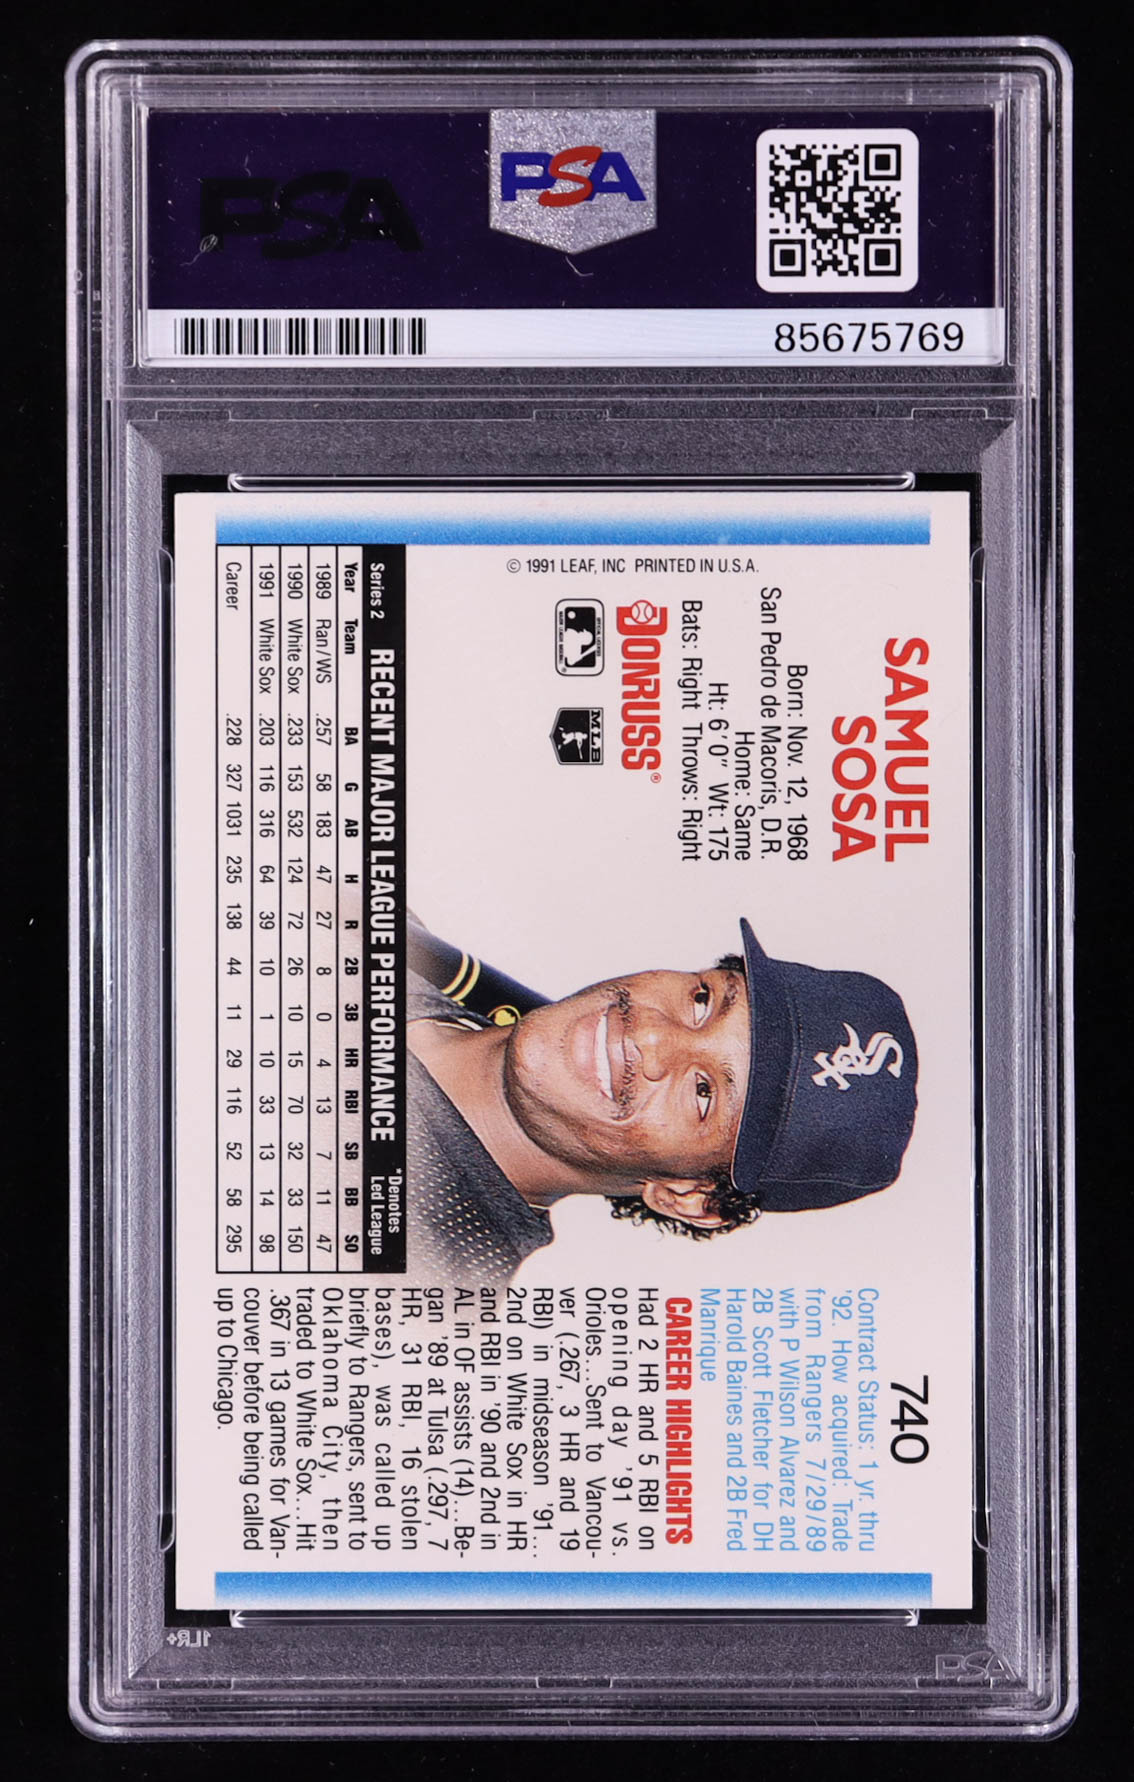 PSA
PSA
85675769
SAMUEL
SOSA
Born: Nov. 12, 1968
San Pedro de Macoris, D.R.
Home: Same
Ht: 6'0" Wt: 175
Bats: Right Throws: Right
DONRUSS®
MLB
© 1991 LEAF, INC PRINTED IN U.S.A.
740
Contract Status: 1 yr. thru
'92. How acquired: Trade
from Rangers 7/29/89
with P Wilson Alvarez and
2B Scott Fletcher for DH
Harold Baines and 2B Fred
Manrique
CAREER HIGHLIGHTS
Had 2 HR and 5 RBI on
opening day '91 vs.
Orioles...Sent to Vancou-
ver (.267, 3 HR and 19
RBI) in midseason '91...
2nd on White Sox in HR
and RBI in '90 and 2nd in
AL in OF assists (14)...Be-
gan '89 at Tulsa (.297, 7
HR, 31 RBI, 16 stolen
bases), was called up
briefly to Rangers, sent to
Oklahoma City, then
traded to White Sox...Hit
.367 in 13 games for Van-
couver before being called
up to Chicago.
Series 2 RECENT MAJOR LEAGUE PERFORMANCE *Denotes
Led League
Year Team BA G AB H R 2B 3B HR RBI SB BB SO
1989 Ran/WS .257 58 183 47 27 8 0 4 13 7 11 47
1990 White Sox .233 153 532 124 72 26 10 15 70 32 33 150
1991 White Sox .203 116 316 64 39 10 1 10 33 13 14 98
Career .228 327 1031 235 138 44 11 29 116 52 58 295
1LR+
PSA